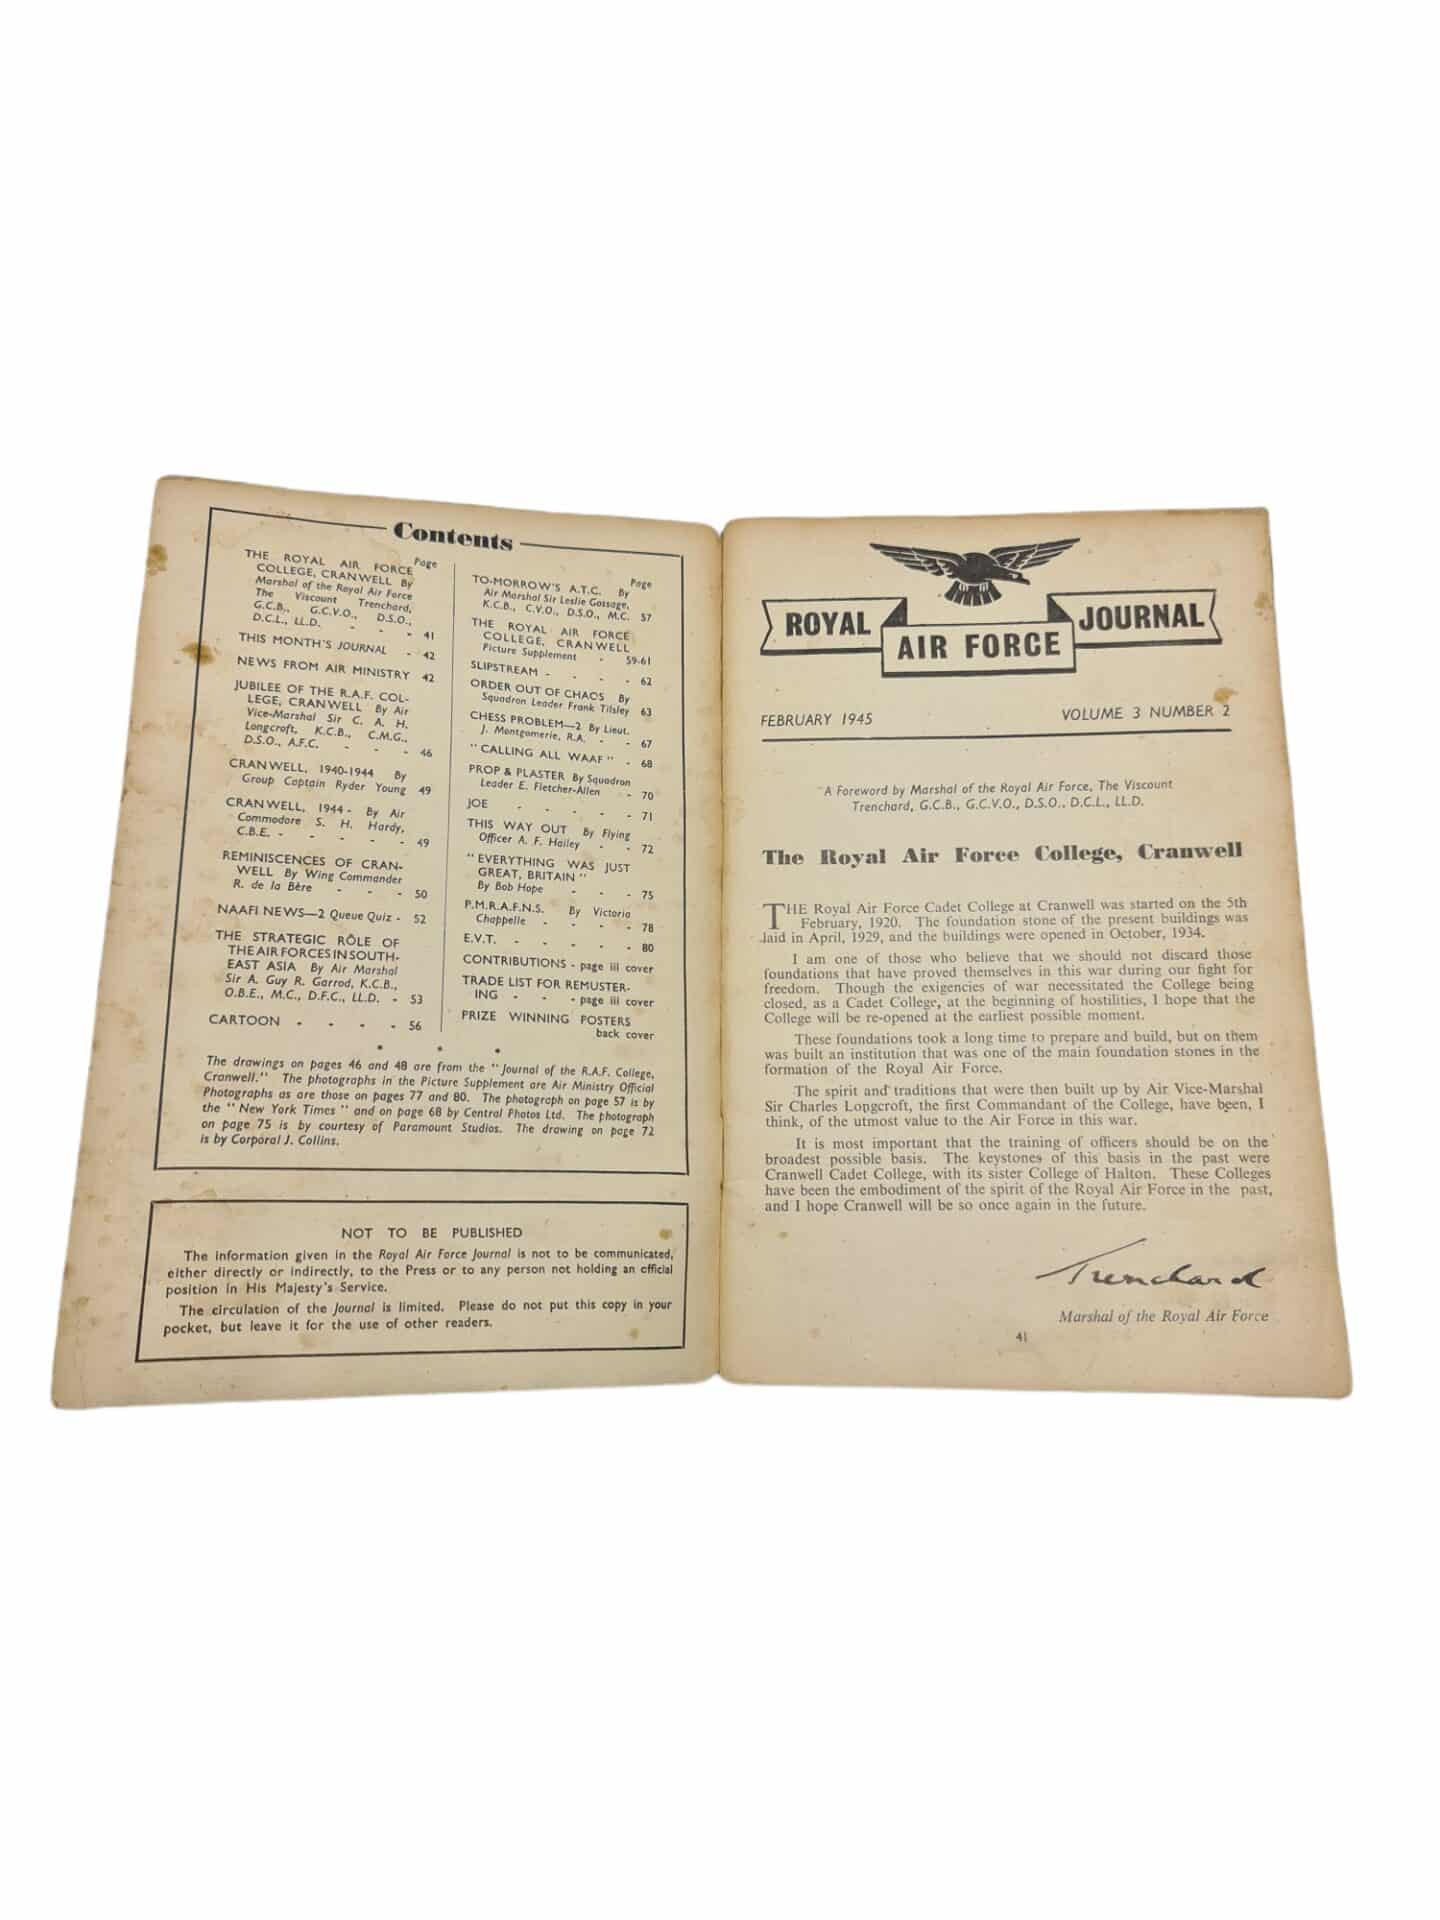 Contents
Page
THE ROYAL AIR FORCE
COLLEGE, CRANWELL By
Marshal of the Royal Air Force
The Viscount Trenchard,
G.C.B., G.C.V.O., D.S.O.,
D.C.L., LL.D. - - - 41
THIS MONTH'S JOURNAL - 42
NEWS FROM AIR MINISTRY 42
JUBILEE OF THE R.A.F. COL-
LEGE, CRANWELL By Air
Vice-Marshal Sir C. A. H.
Longcroft, K.C.B., C.M.G.,
D.S.O., A.F.C. - - - 46
CRANWELL, 1940-1944 By
Group Captain Ryder Young 49
CRANWELL, 1944- By Air
Commodore S. H. Hardy,
C.B.E. - - - - - 49
REMINISCENCES OF CRAN-
WELL By Wing Commander
R. de la Bère - - - 50
NAAFI NEWS—2 Queue Quiz - 52
THE STRATEGIC RÔLE OF
THE AIR FORCES IN SOUTH-
EAST ASIA By Air Marshal
Sir A. Guy R. Garrod, K.C.B.,
O.B.E., M.C., D.F.C., LL.D. - 53
CARTOON - - - - 56
Page
TO-MORROW'S A.T.C. By
Air Marshal Sir Leslie Gossage,
K.C.B., C.V.O., D.S.O., M.C. 57
THE ROYAL AIR FORCE
COLLEGE, CRANWELL
Picture Supplement - 59-61
SLIPSTREAM - - - - 62
ORDER OUT OF CHAOS By
Squadron Leader Frank Tilsley 63
CHESS PROBLEM—2 By Lieut.
J. Montgomerie, R.A. - - 67
"CALLING ALL WAAF" - 68
PROP & PLASTER By Squadron
Leader E. Fletcher-Allen - 70
JOE - - - - - 71
THIS WAY OUT By Flying
Officer A. F. Hailey - - 72
"EVERYTHING WAS JUST
GREAT, BRITAIN"
By Bob Hope - - - 75
P.M.R.A.F.N.S. By Victoria
Chappelle - - - - 78
E.V.T. - - - - - 80
CONTRIBUTIONS - page iii cover
TRADE LIST FOR REMUSTER-
ING - - - page iii cover
PRIZE WINNING POSTERS
back cover
* * *
The drawings on pages 46 and 48 are from the "Journal of the R.A.F. College,
Cranwell." The photographs in the Picture Supplement are Air Ministry Official
Photographs as are those on pages 77 and 80. The photograph on page 57 is by
the "New York Times" and on page 68 by Central Photos Ltd. The photograph
on page 75 is by courtesy of Paramount Studios. The drawing on page 72
is by Corporal J. Collins.
NOT TO BE PUBLISHED
The information given in the Royal Air Force Journal is not to be communicated,
either directly or indirectly, to the Press or to any person not holding an official
position in His Majesty's Service.
The circulation of the Journal is limited. Please do not put this copy in your
pocket, but leave it for the use of other readers.
ROYAL AIR FORCE JOURNAL
FEBRUARY 1945 VOLUME 3 NUMBER 2
A Foreword by Marshal of the Royal Air Force, The Viscount
Trenchard, G.C.B., G.C.V.O., D.S.O., D.C.L., LL.D.
The Royal Air Force College, Cranwell
THE Royal Air Force Cadet College at Cranwell was started on the 5th
February, 1920. The foundation stone of the present buildings was
laid in April, 1929, and the buildings were opened in October, 1934.
I am one of those who believe that we should not discard those
foundations that have proved themselves in this war during our fight for
freedom. Though the exigencies of war necessitated the College being
closed, as a Cadet College, at the beginning of hostilities, I hope that the
College will be re-opened at the earliest possible moment.
These foundations took a long time to prepare and build, but on them
was built an institution that was one of the main foundation stones in the
formation of the Royal Air Force.
The spirit and traditions that were then built up by Air Vice-Marshal
Sir Charles Longcroft, the first Commandant of the College, have been, I
think, of the utmost value to the Air Force in this war.
It is most important that the training of officers should be on the
broadest possible basis. The keystones of this basis in the past were
Cranwell Cadet College, with its sister College of Halton. These Colleges
have been the embodiment of the spirit of the Royal Air Force in the past,
and I hope Cranwell will be so once again in the future.
Trenchard
Marshal of the Royal Air Force
41